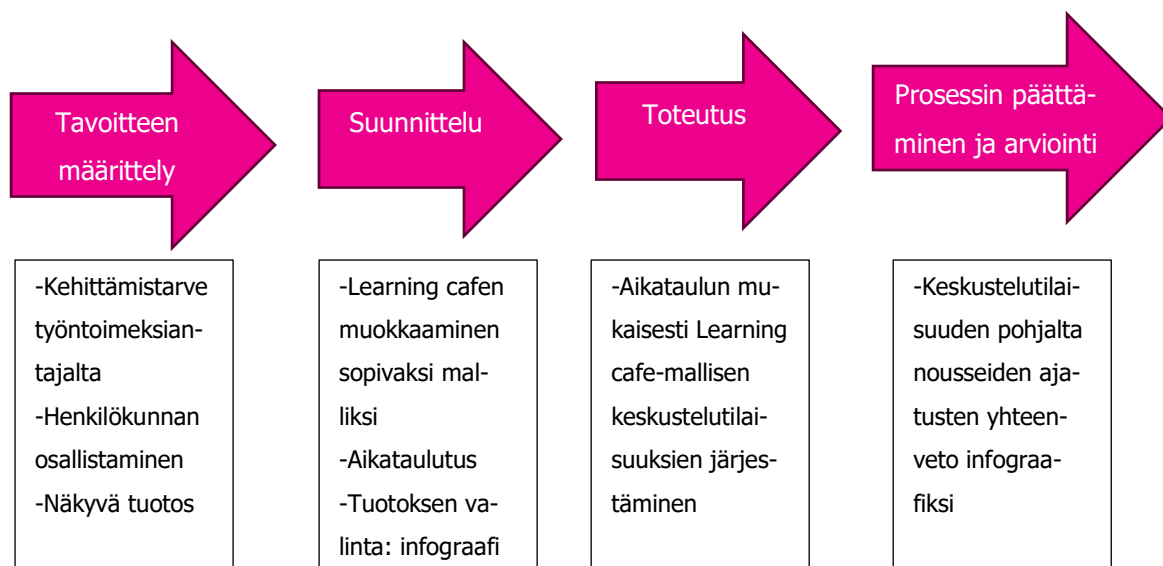 Tavoitteen
määrittely
Suunnittelu
Toteutus
Prosessin päättä-
minen ja arviointi
-Kehittämistarve
työntoimeksian-
tajalta
-Henkilökunnan
osallistaminen
-Näkyvä tuotos
-Learning cafen
muokkaaminen
sopivaksi mal-
liksi
-Aikataulutus
-Tuotoksen va-
linta: infograafi
-Aikataulun mu-
kaisesti Learning
cafe-mallisen
keskustelutilai-
suuksien järjes-
täminen
-Keskustelutilai-
suuden pohjalta
nousseiden aja-
tusten yhteen-
veto infograa-
fiksi